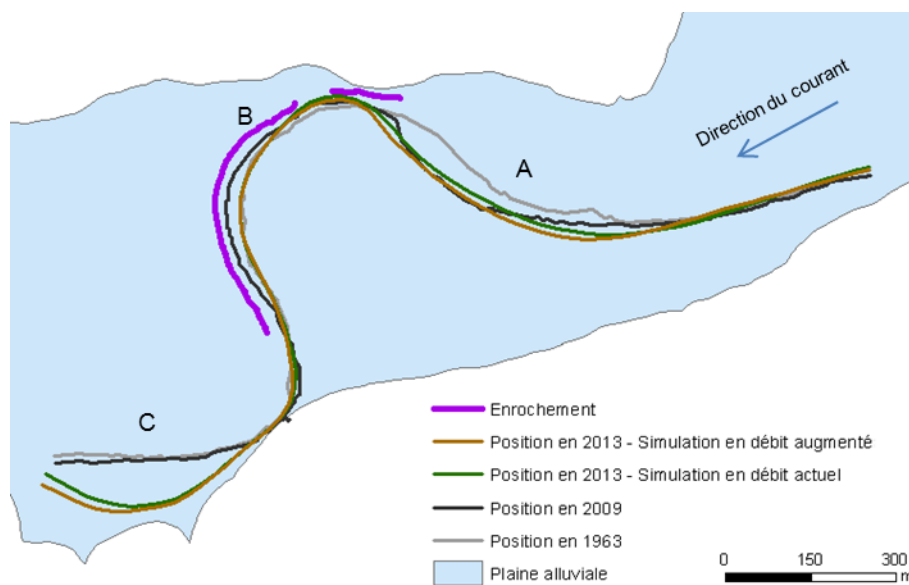 B
Direction du courant
A
C
Enrochement
Position en 2013 - Simulation en débit augmenté
Position en 2013 - Simulation en débit actuel
Position en 2009
Position en 1963
Plaine alluviale
0 150 300
m